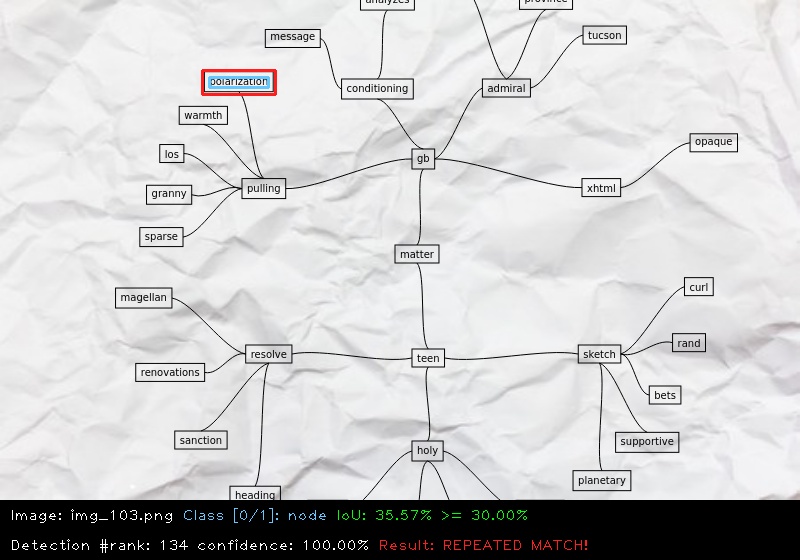 analyzes
province
message
tucson
polarization
conditioning
admiral
warmth
opaque
los
gb
pulling
xhtml
granny
sparse
matter
curl
magellan
rand
resolve
teen
sketch
renovations
bets
sanction
supportive
holy
planetary
heading
Image: img_103.png Class [0/1]: node IoU: 35.57% >= 30.00%
Detection #rank: 134 confidence: 100.00% Result: REPEATED MATCH!